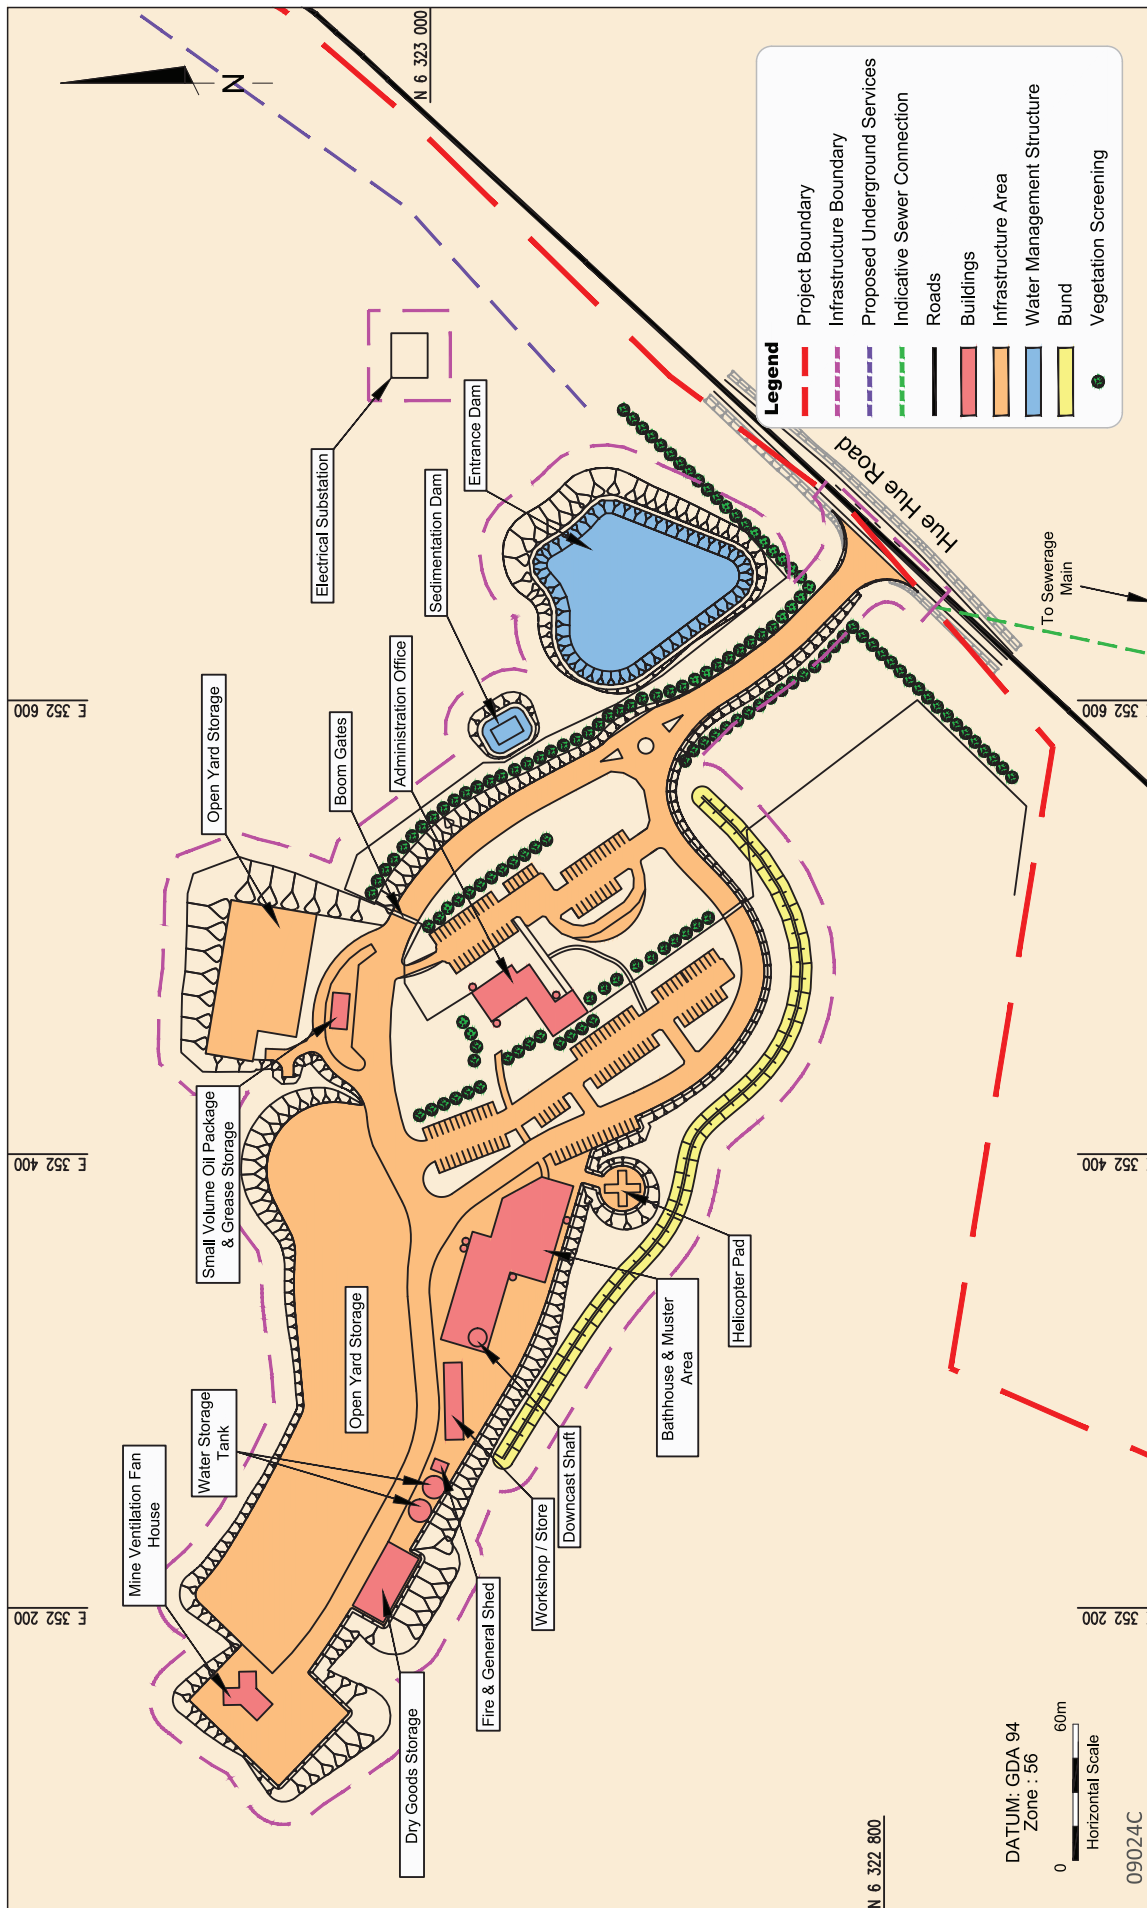 N 6 323 000
N
Legend
Project Boundary
Infrastructure Boundary
Proposed Underground Services
Indicative Sewer Connection
Roads
Buildings
Infrastructure Area
Water Management Structure
Bund
Vegetation Screening
Electrical Substation
Entrance Dam
Sedimentation Dam
Administration Office
Boom Gates
Open Yard Storage
Hue Hue Road
To Sewerage
Main
E 352 600
352 600
Small Volume Oil Package
& Grease Storage
E 352 400
352 400
Open Yard Storage
Helicopter Pad
Bathhouse & Muster
Area
Water Storage
Tank
Mine Ventilation Fan
House
Downcast Shaft
Workshop / Store
Fire & General Shed
Dry Goods Storage
E 352 200
352 200
N 6 322 800
DATUM: GDA 94
Zone : 56
0
60m
Horizontal Scale
09024C